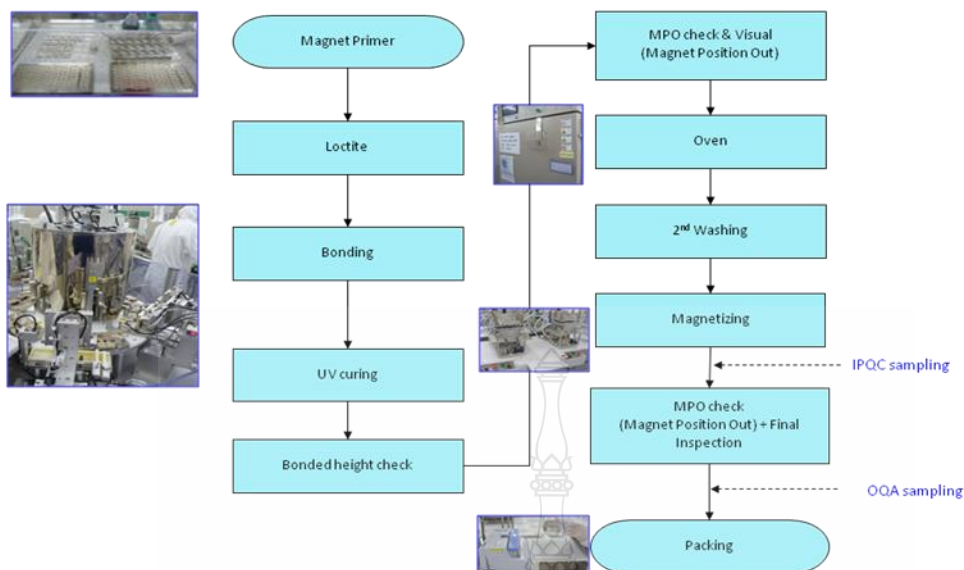 Magnet Primer
Loctite
Bonding
UV curing
Bonded height check
MPO check & Visual
(Magnet Position Out)
Oven
2nd Washing
Magnetizing
IPQC sampling
MPO check
(Magnet Position Out) + Final
Inspection
OQA sampling
Packing